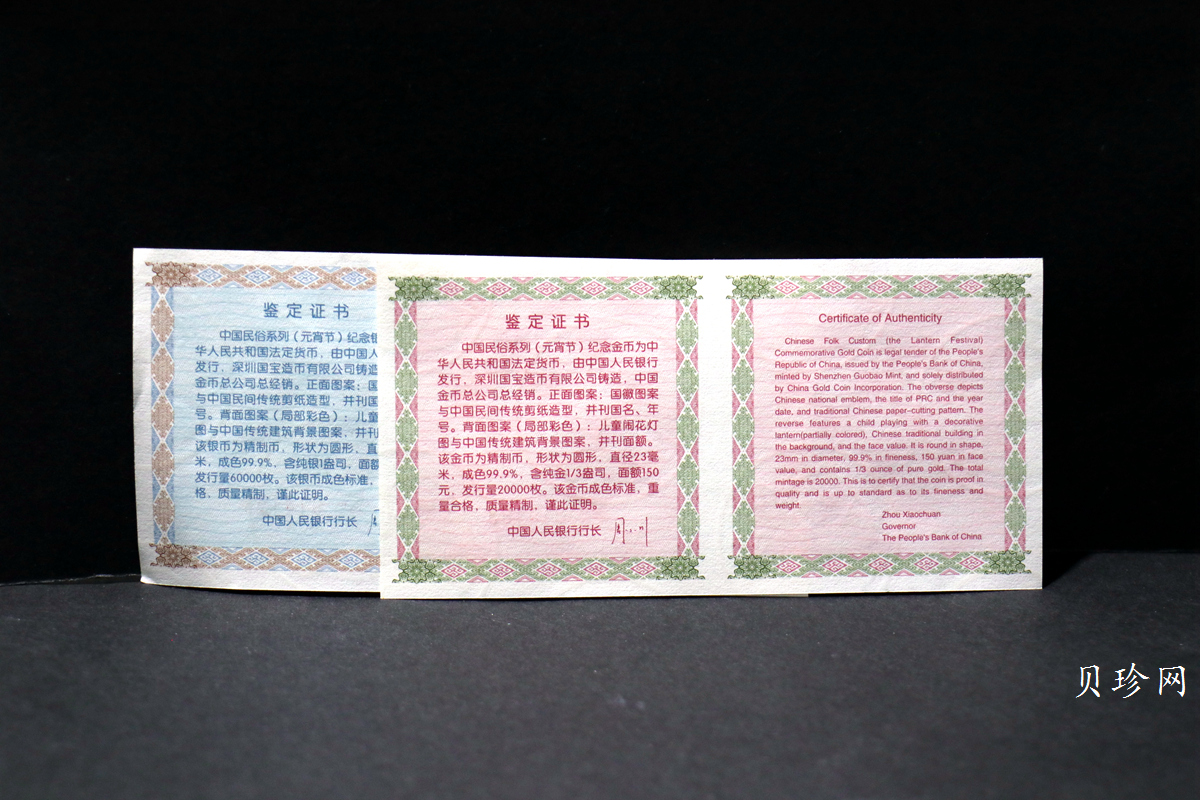 鉴定证书
中国民俗系列（元宵节）纪念银
华人民共和国法定货币，由中国人
发行，深圳国宝造币有限公司铸造
金币总公司总经销。正面图案：国
与中国民间传统剪纸造型，并刊国
号。背面图案（局部彩色）：儿童
图与中国传统建筑背景图案，并刊
该银币为精制币，形状为圆形，直
米，成色99.9%，含纯银1盎司，面额
发行量60000枚。该银币成色标准，
格，质量精制，谨此证明。
中国人民银行行长
鉴定证书
中国民俗系列（元宵节）纪念金币为中
华人民共和国法定货币，由中国人民银行
发行，深圳国宝造币有限公司铸造，中国
金币总公司总经销。正面图案：国徽图案
与中国民间传统剪纸造型，并刊国名、年
号。背面图案（局部彩色）：儿童闹花灯
图与中国传统建筑背景图案，并刊面额。
该金币为精制币，形状为圆形，直径23毫
米，成色99.9%，含纯金1/3盎司，面额150
元，发行量20000枚。该金币成色标准，重
量合格，质量精制，谨此证明。
中国人民银行行长 周小川
Certificate of Authenticity
Chinese Folk Custom (the Lantern Festival)
Commemorative Gold Coin is legal tender of the People's
Republic of China, issued by the People's Bank of China,
minted by Shenzhen Guobao Mint, and solely distributed
by China Gold Coin Incorporation. The obverse depicts
Chinese national emblem, the title of PRC and the year
date, and traditional Chinese paper-cutting pattern. The
reverse features a child playing with a decorative
lantern(partially colored), Chinese traditional building in
the background, and the face value. It is round in shape,
23mm in diameter, 99.9% in fineness, 150 yuan in face
value, and contains 1/3 ounce of pure gold. The total
mintage is 20000. This is to certify that the coin is proof in
quality and is up to standard as to its fineness and
weight.
Zhou Xiaochuan
Governor
The People's Bank of China
贝珍网